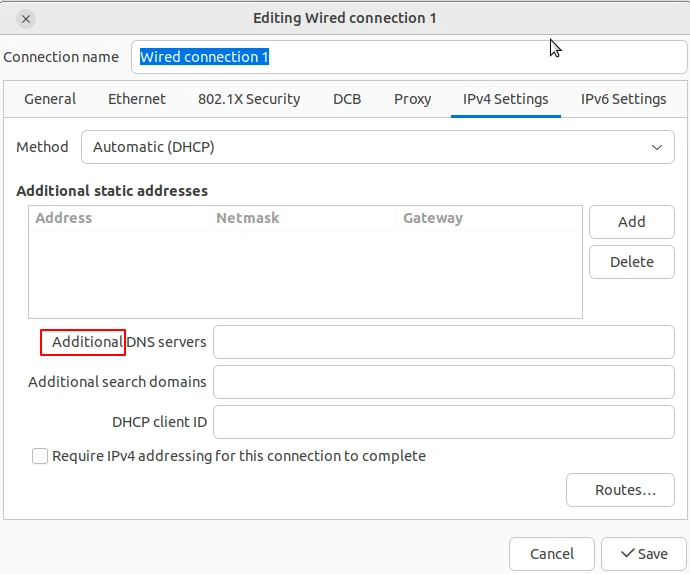 Editing Wired connection 1
Connection name Wired connection 1
General Ethernet 802.1X Security DCB Proxy IPv4 Settings IPv6 Settings
Method Automatic (DHCP)
Additional static addresses
Address Netmask Gateway
Add
Delete
Additional DNS servers
Additional search domains
DHCP client ID
Require IPv4 addressing for this connection to complete
Routes...
Cancel Save